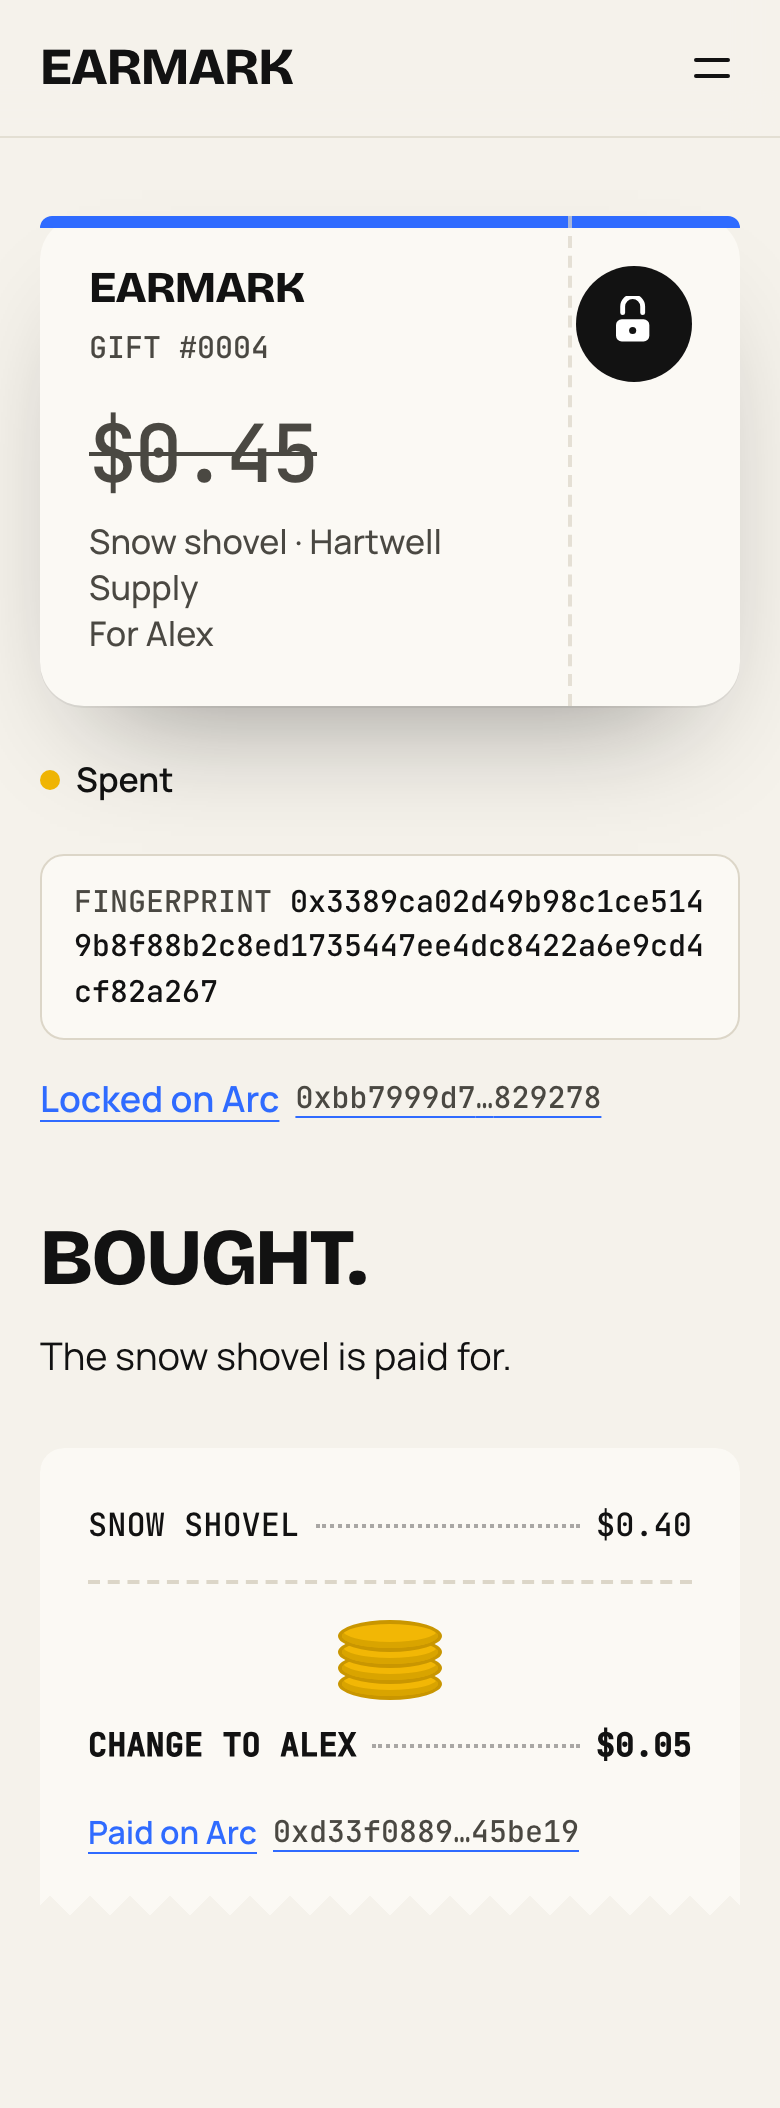 EARMARK
EARMARK
GIFT #0004
$0.45
Snow shovel · Hartwell
Supply
For Alex
Spent
FINGERPRINT 0x3389ca02d49b98c1ce514
9b8f88b2c8ed1735447ee4dc8422a6e9cd4
cf82a267
Locked on Arc 0xbb7999d7…829278
BOUGHT.
The snow shovel is paid for.
SNOW SHOVEL $0.40
CHANGE TO ALEX $0.05
Paid on Arc 0xd33f0889…45be19